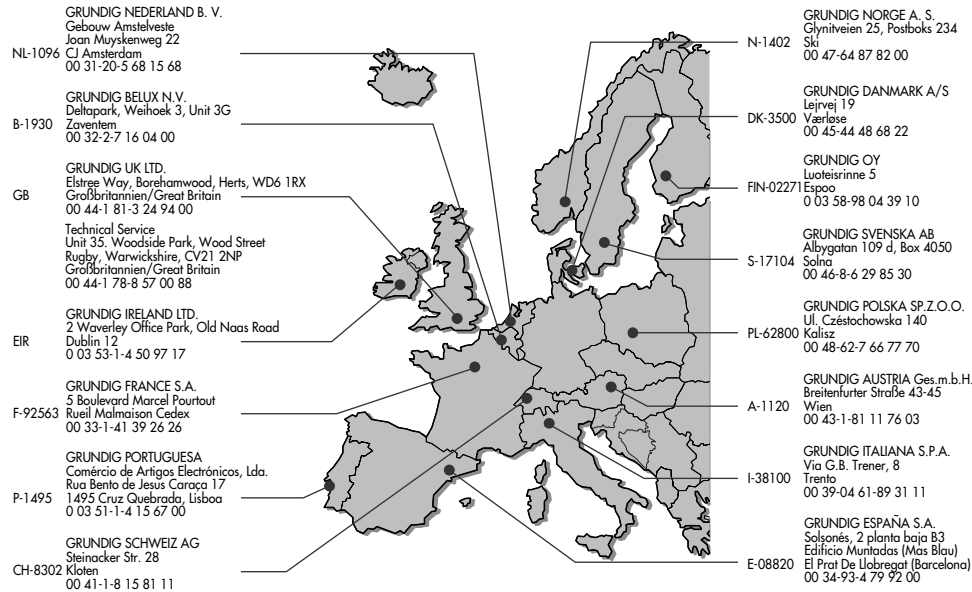 GRUNDIG NEDERLAND B. V.
Gebouw Amstelveste
Joan Muyskenweg 22
NL-1096 CJ Amsterdam
00 31-20-5 68 15 68
GRUNDIG BELUX N.V.
Deltapark, Weihoek 3, Unit 3G
B-1930 Zaventem
00 32-2-7 16 04 00
GRUNDIG UK LTD.
Elstree Way, Borehamwood, Herts, WD6 1RX
GB Großbritannien/Great Britain
00 44-1 81-3 24 94 00
Technical Service
Unit 35. Woodside Park, Wood Street
Rugby, Warwickshire, CV21 2NP
Großbritannien/Great Britain
00 44-1 78-8 57 00 88
GRUNDIG IRELAND LTD.
2 Waverley Office Park, Old Naas Road
EIR Dublin 12
0 03 53-1-4 50 97 17
GRUNDIG FRANCE S.A.
5 Boulevard Marcel Pourtout
F-92563 Rueil Malmaison Cedex
00 33-1-41 39 26 26
GRUNDIG PORTUGUESA
Comércio de Artigos Electrónicos, Lda.
Rua Bento de Jesus Caraça 17
P-1495 1495 Cruz Quebrada, Lisboa
0 03 51-1-4 15 67 00
GRUNDIG SCHWEIZ AG
Steinacker Str. 28
CH-8302 Kloten
00 41-1-8 15 81 11
GRUNDIG NORGE A. S.
Glynitveien 25, Postboks 234
N-1402 Ski
00 47-64 87 82 00
GRUNDIG DANMARK A/S
Lejrvej 19
DK-3500 Værløse
00 45-44 48 68 22
GRUNDIG OY
Luoteisrinne 5
FIN-02271 Espoo
0 03 58-98 04 39 10
GRUNDIG SVENSKA AB
Albygatan 109 d, Box 4050
S-17104 Solna
00 46-8-6 29 85 30
GRUNDIG POLSKA SP.Z.O.O.
Ul. Czéstochowska 140
PL-62800 Kalisz
00 48-62-7 66 77 70
GRUNDIG AUSTRIA Ges.m.b.H.
Breitenfurter Straße 43-45
A-1120 Wien
00 43-1-81 11 76 03
GRUNDIG ITALIANA S.P.A.
Via G.B. Trener, 8
I-38100 Trento
00 39-04 61-89 31 11
GRUNDIG ESPAÑA S.A.
Solsonés, 2 planta baja B3
Edificio Muntadas (Más Blau)
E-08820 El Prat De Llobregat (Barcelona)
00 34-93-4 79 92 00